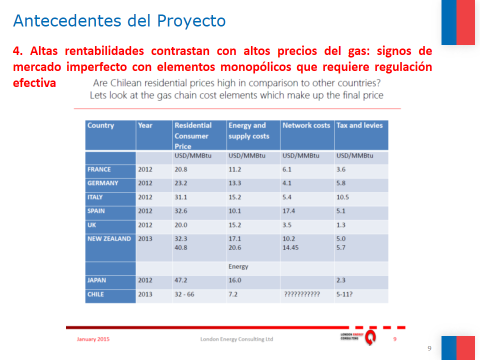 Antecedentes del Proyecto
4. Altas rentabilidades contrastan con altos precios del gas: signos de
mercado imperfecto con elementos monopólicos que requiere regulación
efectiva
Are Chilean residential prices high in comparison to other countries?
Lets look at the gas chain cost elements which make up the final price
Country Year Residential Consumer Price Energy and supply costs Network costs Tax and levies
USD/MMBtu USD/MMBtu USD/MMBtu USD/MMBtu
FRANCE 2012 20.8 11.2 6.1 3.6
GERMANY 2012 23.2 13.3 4.1 5.8
ITALY 2012 31.1 15.2 5.4 10.5
SPAIN 2012 32.6 10.1 17.4 5.1
UK 2012 20.0 15.2 3.5 1.3
NEW ZEALAND 2013 32.3 17.1 10.2 5.0
40.8 20.6 14.45 5.7
Energy
JAPAN 2012 47.2 16.0 2.3
CHILE 2013 32 - 66 7.2 ??????????? 5-11?
January 2015 London Energy Consulting Ltd LONDON ENERGY CONSULTING 9
9